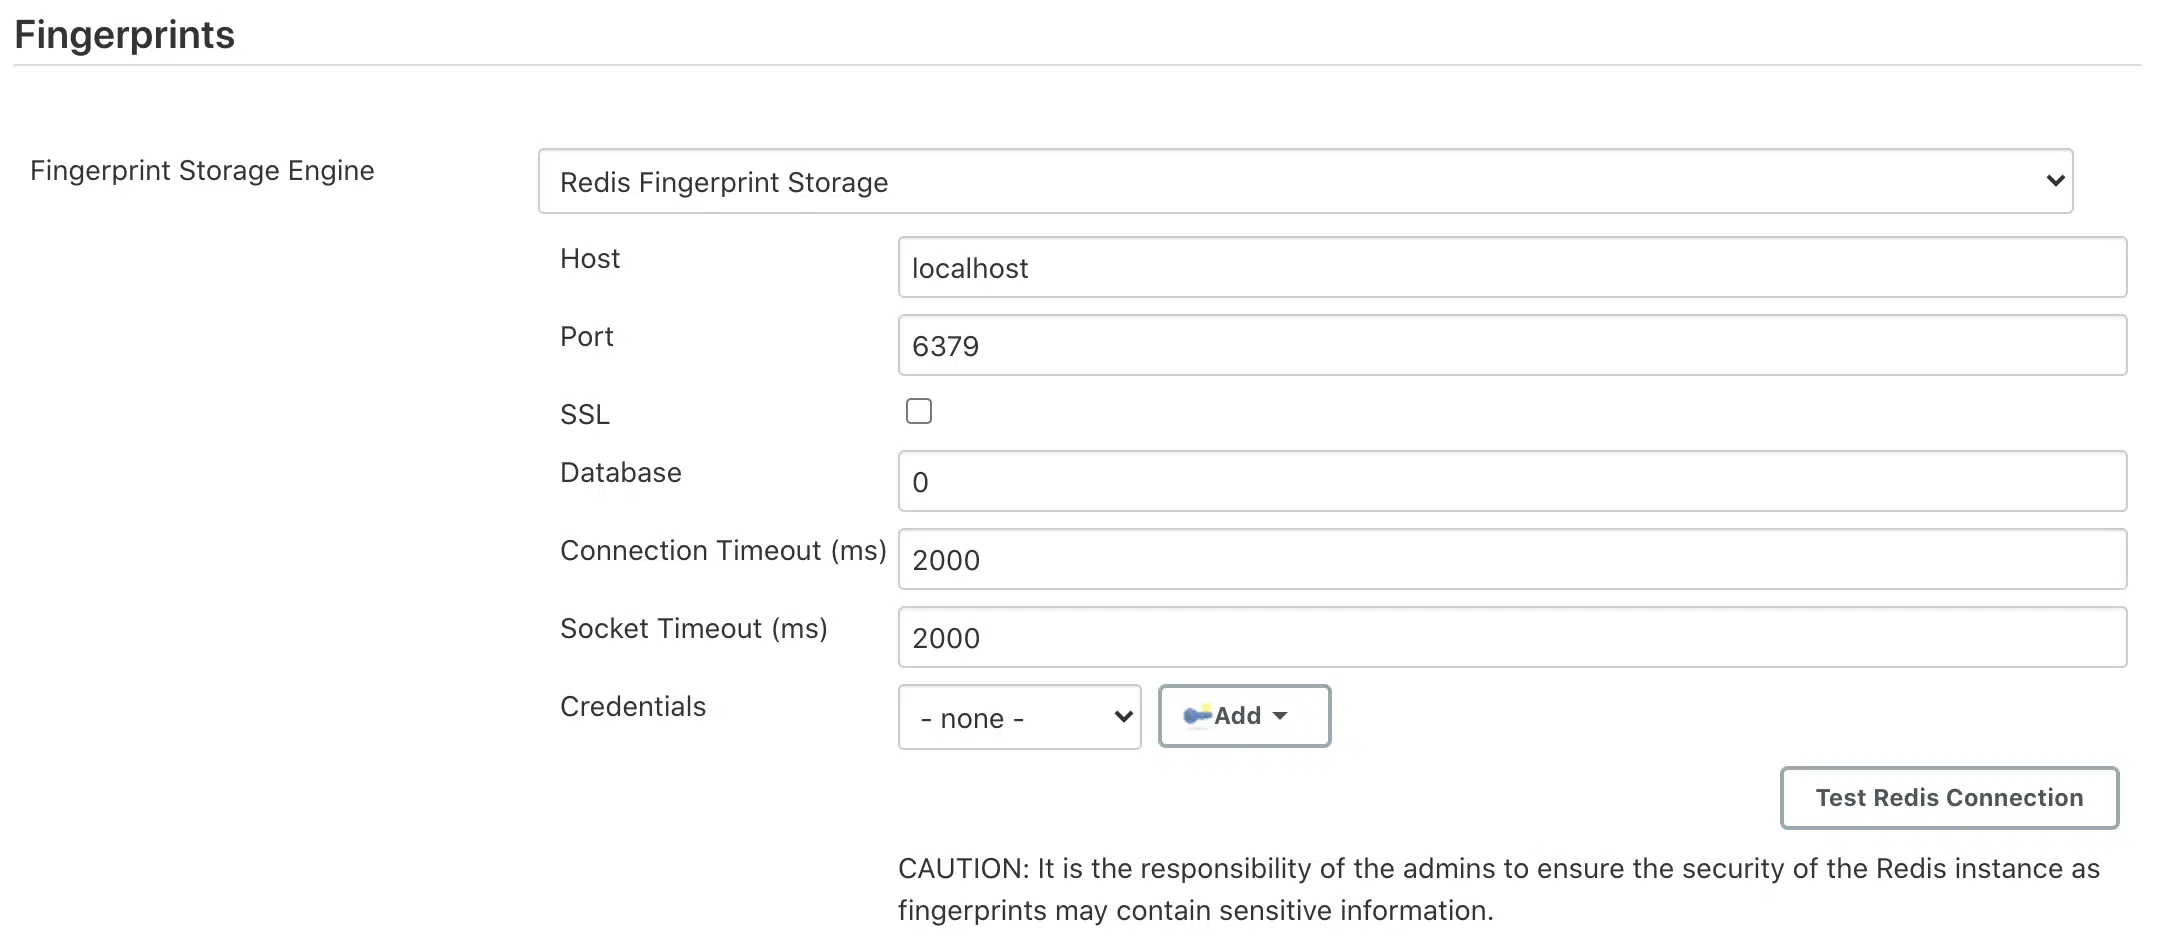 Fingerprints
Fingerprint Storage Engine
Redis Fingerprint Storage
Host
localhost
Port
6379
SSL
Database
0
Connection Timeout (ms)
2000
Socket Timeout (ms)
2000
Credentials
- none -
Add
Test Redis Connection
CAUTION: It is the responsibility of the admins to ensure the security of the Redis instance as
fingerprints may contain sensitive information.